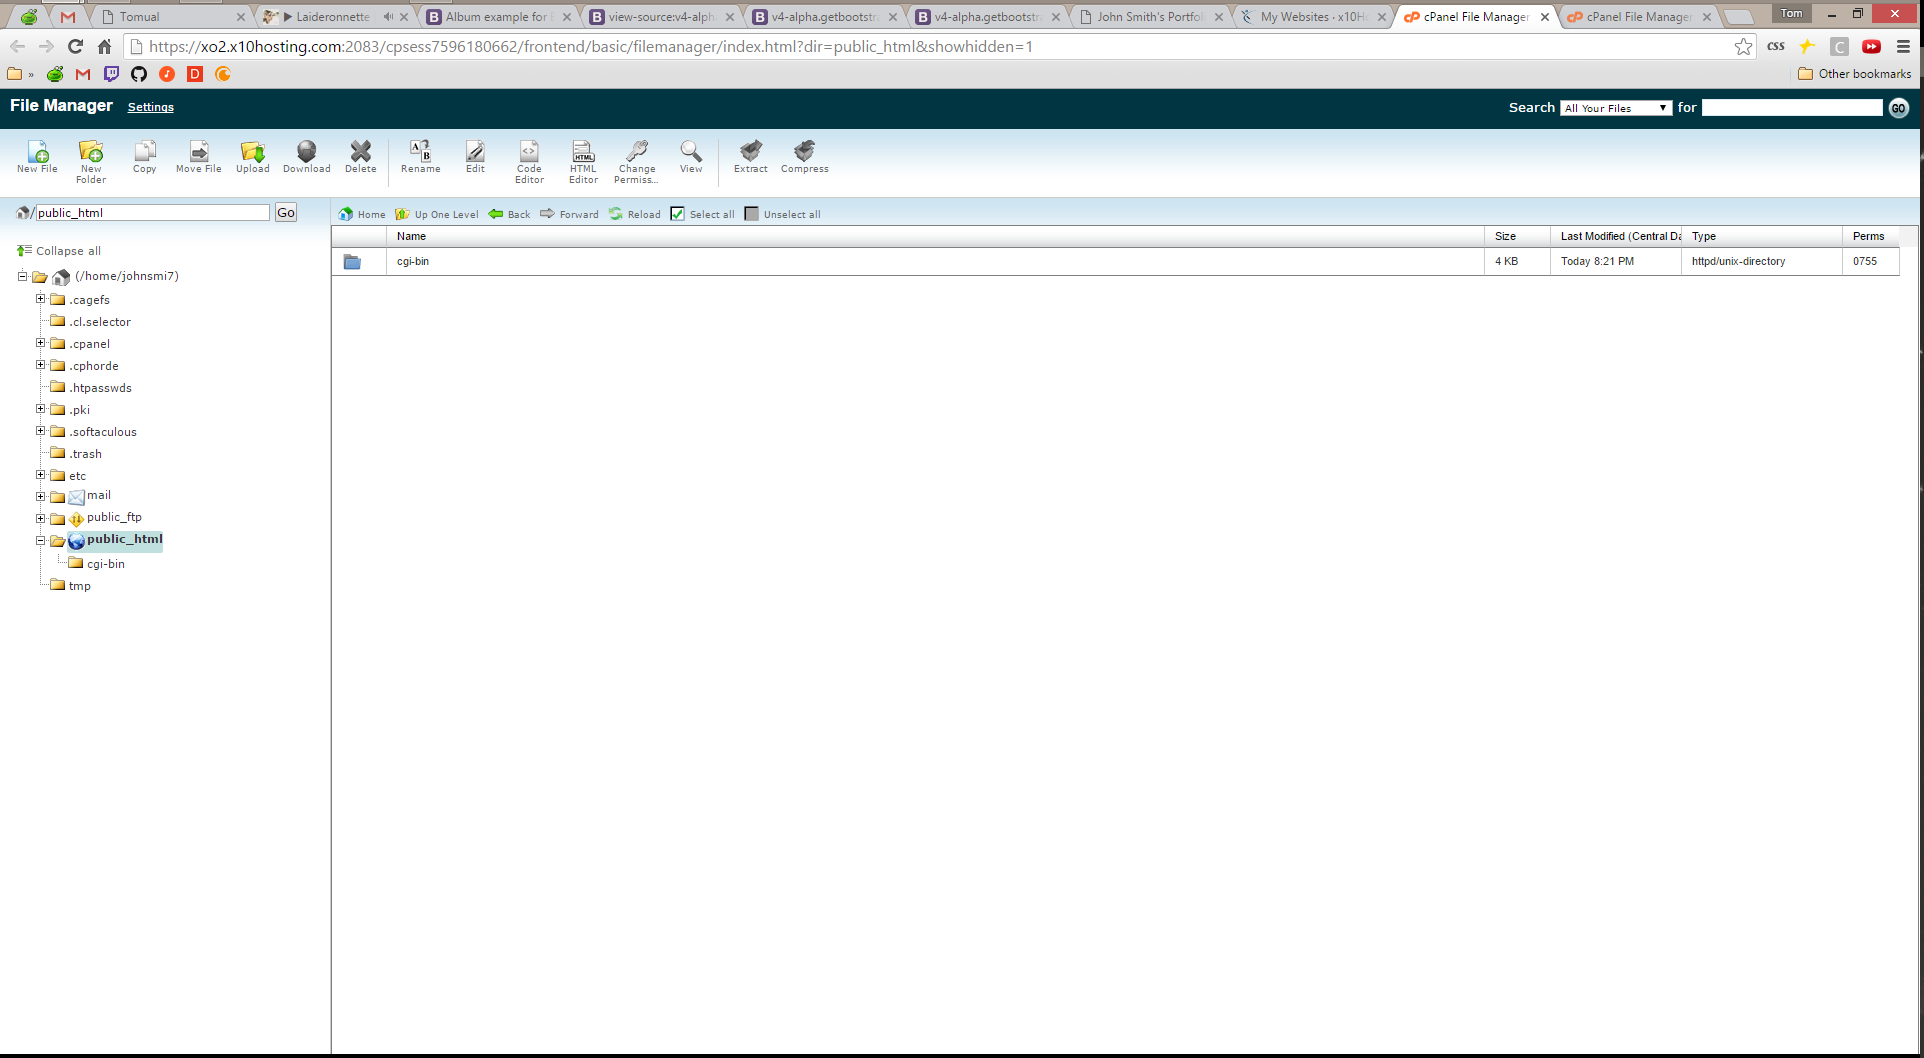 Tomual
Laideronnette
Album example for B
view-source:v4-alph
v4-alpha.getbootstra
v4-alpha.getbootstra
John Smith's Portfo
My Websites · x10Ho
cPanel File Manager
cPanel File Manager
Tom
https://xo2.x10hosting.com:2083/cpsess7596180662/frontend/basic/filemanager/index.html?dir=public_html&showhidden=1
css
C
»
D
Other bookmarks
File Manager Settings
Search All Your Files for GO
New File
New Folder
Copy
Move File
Upload
Download
Delete
Rename
Edit
Code Editor
HTML Editor
Change Permiss...
View
Extract
Compress
/ public_html Go
Home Up One Level Back Forward Reload Select all Unselect all
Collapse all
Name Size Last Modified (Central Da Type Perms
cgi-bin 4 KB Today 8:21 PM httpd/unix-directory 0755
(/home/johnsmi7)
.cagefs
.cl.selector
.cpanel
.cphorde
.htpasswds
.pki
.softaculous
.trash
etc
mail
public_ftp
public_html
cgi-bin
tmp